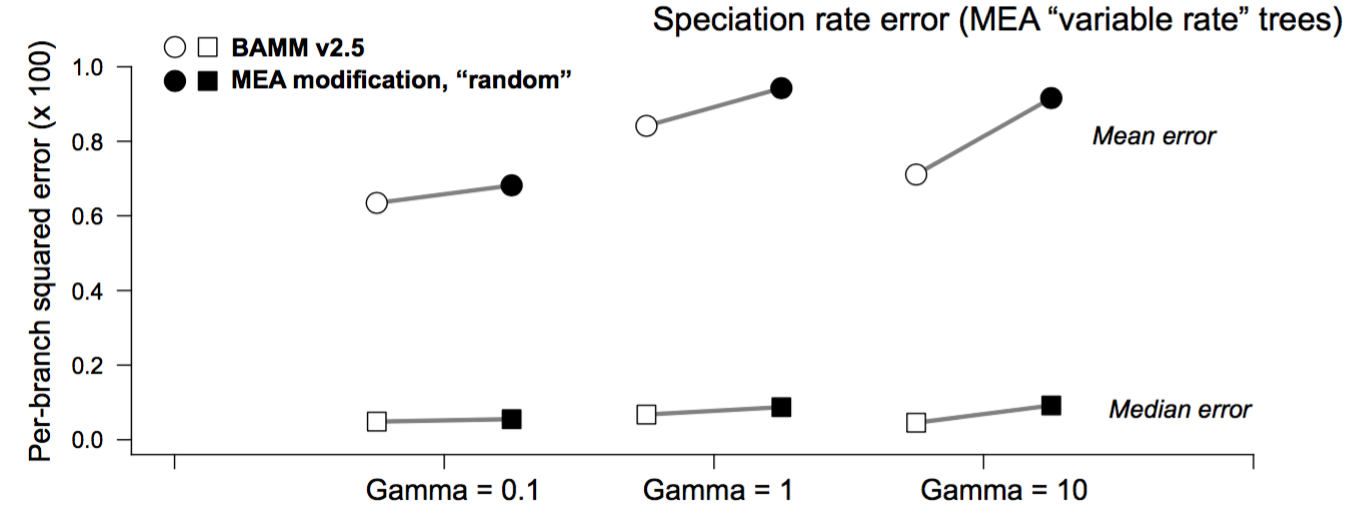 Speciation rate error (MEA “variable rate” trees)
BAMM v2.5
MEA modification, “random”
Per-branch squared error (x 100)
1.0
0.8
0.6
0.4
0.2
0.0
Mean error
Median error
Gamma = 0.1
Gamma = 1
Gamma = 10